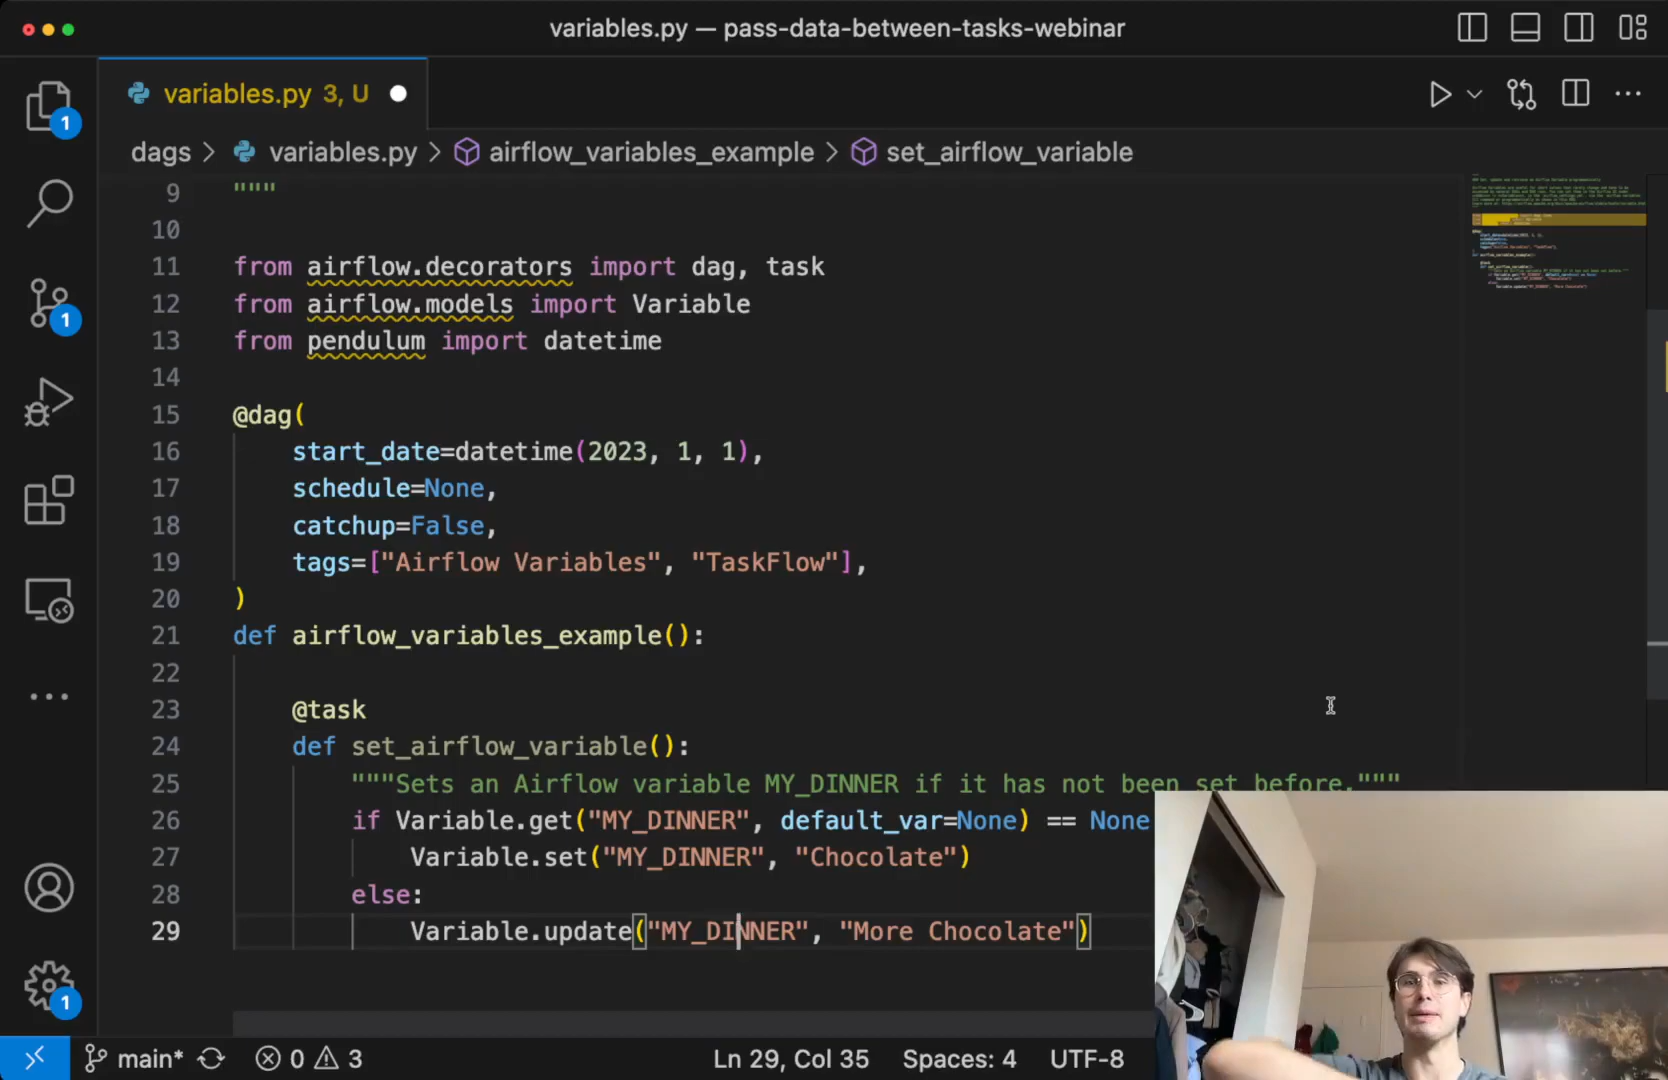 variables.py — pass-data-between-tasks-webinar
variables.py 3, U
dags > variables.py > airflow_variables_example > set_airflow_variable
1
1
1
9 """
10
11 from airflow.decorators import dag, task
12 from airflow.models import Variable
13 from pendulum import datetime
14
15 @dag(
16 start_date=datetime(2023, 1, 1),
17 schedule=None,
18 catchup=False,
19 tags=["Airflow Variables", "TaskFlow"],
20 )
21 def airflow_variables_example():
22
23 @task
24 def set_airflow_variable():
25 """Sets an Airflow variable MY_DINNER if it has not been set before."""
26 if Variable.get("MY_DINNER", default_var=None) == None
27 Variable.set("MY_DINNER", "Chocolate")
28 else:
29 Variable.update("MY_DINNER", "More Chocolate")
main* 0 3 Ln 29, Col 35 Spaces: 4 UTF-8